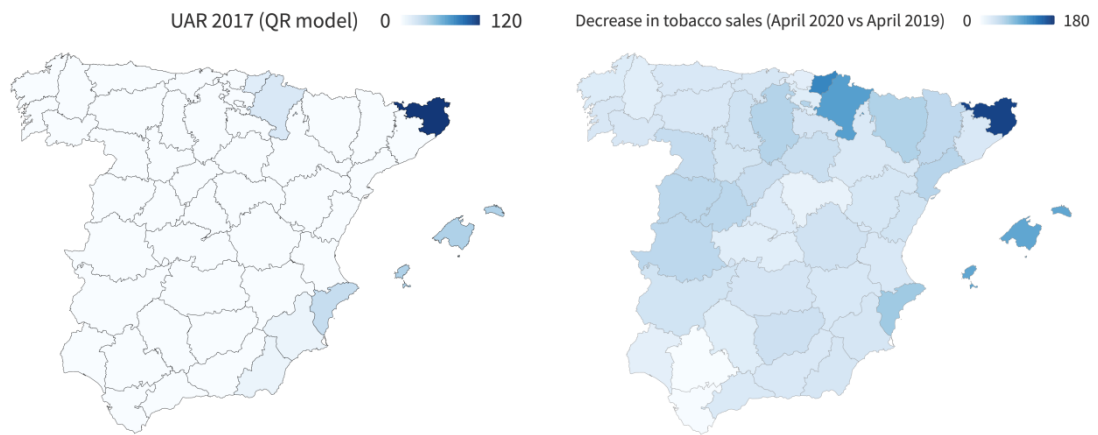 UAR 2017 (QR model) 0 120
Decrease in tobacco sales (April 2020 vs April 2019) 0 180